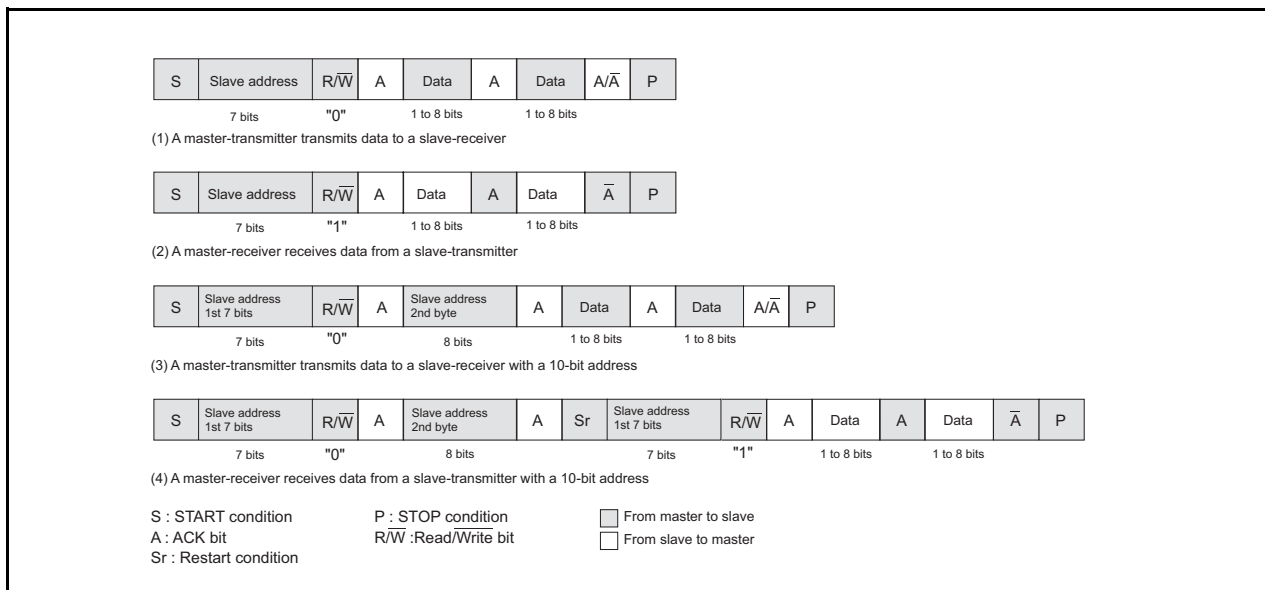 S Slave address R/W̅ A Data A Data A/A̅ P
7 bits "0" 1 to 8 bits 1 to 8 bits
(1) A master-transmitter transmits data to a slave-receiver
S Slave address R/W̅ A Data A Data A̅ P
7 bits "1" 1 to 8 bits 1 to 8 bits
(2) A master-receiver receives data from a slave-transmitter
S Slave address 1st 7 bits R/W̅ A Slave address 2nd byte A Data A Data A/A̅ P
7 bits "0" 8 bits 1 to 8 bits 1 to 8 bits
(3) A master-transmitter transmits data to a slave-receiver with a 10-bit address
S Slave address 1st 7 bits R/W̅ A Slave address 2nd byte A Sr Slave address 1st 7 bits R/W̅ A Data A Data A̅ P
7 bits "0" 8 bits 7 bits "1" 1 to 8 bits 1 to 8 bits
(4) A master-receiver receives data from a slave-transmitter with a 10-bit address
S : START condition P : STOP condition From master to slave
A : ACK bit R/W̅ :Read/W̅r̅i̅t̅e̅ bit From slave to master
Sr : Restart condition